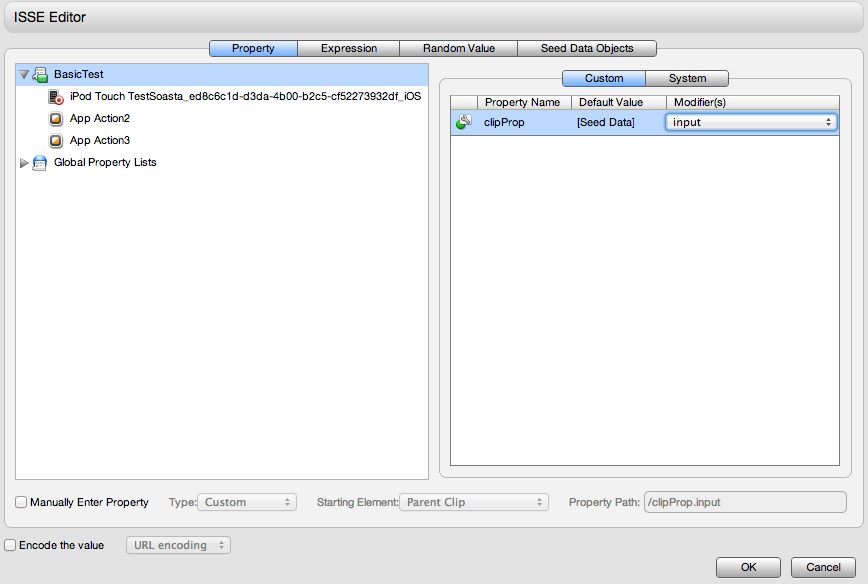 ISSE Editor
Property Expression Random Value Seed Data Objects
BasicTest
iPod Touch TestSoasta_ed8c6c1d-d3da-4b00-b2c5-cf52273932df_iOS
App Action2
App Action3
Global Property Lists
Custom System
Property Name Default Value Modifier(s)
clipProp [Seed Data] input
Manually Enter Property Type: Custom Starting Element: Parent Clip Property Path: /clipProp.input
Encode the value URL encoding
OK Cancel